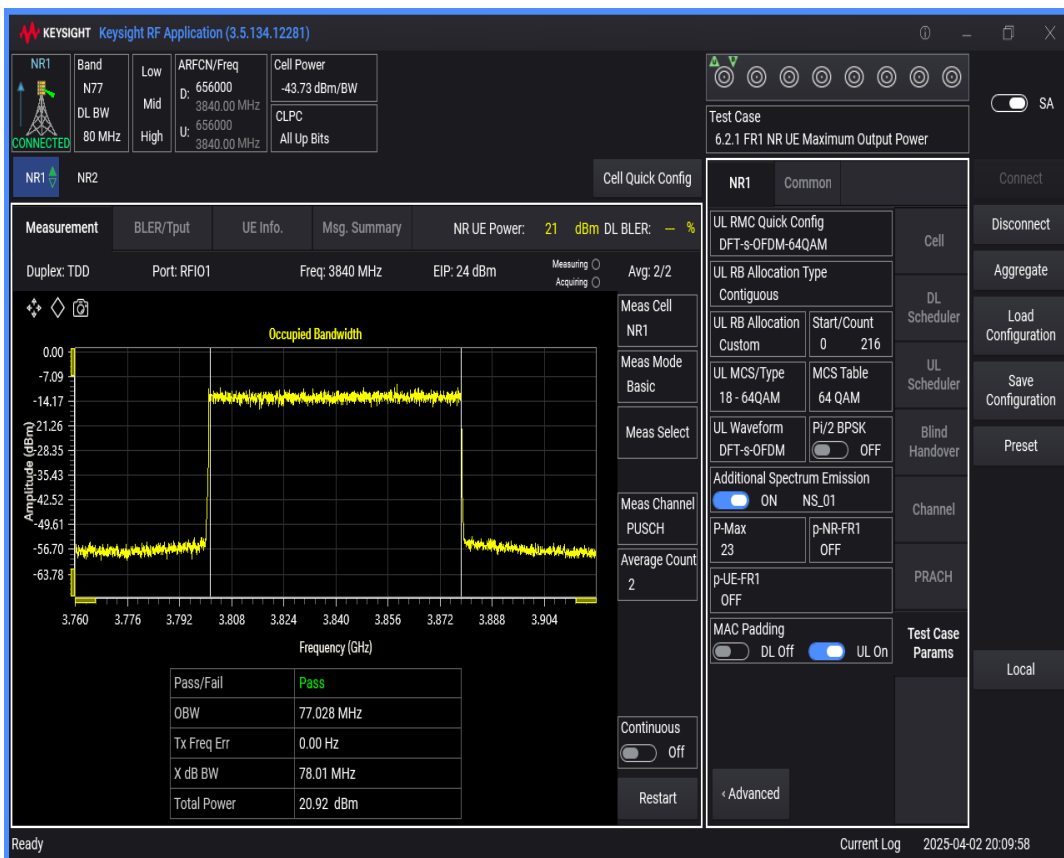 KEYSIGHT Keysight RF Application (3.5.134.12281)
NR1
CONNECTED
Band
N77
DL BW
80 MHz
Low
Mid
High
ARFCN/Freq
D: 656000
3840.00 MHz
U: 656000
3840.00 MHz
Cell Power
-43.73 dBm/BW
CLPC
All Up Bits
Test Case
6.2.1 FR1 NR UE Maximum Output Power
SA
NR1
NR2
Cell Quick Config
Measurement
BLER/Tput
UE Info.
Msg. Summary
NR UE Power: 21 dBm DL BLER: — %
Duplex: TDD
Port: RFIO1
Freq: 3840 MHz
EIP: 24 dBm
Measuring
Acquiring
Avg: 2/2
Occupied Bandwidth
Amplitude (dBm)
0.00
-7.09
-14.17
-21.26
-28.35
-35.43
-42.52
-49.61
-56.70
-63.78
3.760 3.776 3.792 3.808 3.824 3.840 3.856 3.872 3.888 3.904
Frequency (GHz)
Pass/Fail Pass
OBW 77.028 MHz
Tx Freq Err 0.00 Hz
X dB BW 78.01 MHz
Total Power 20.92 dBm
Meas Cell
NR1
Meas Mode
Basic
Meas Select
Meas Channel
PUSCH
Average Count
2
Continuous
Off
Restart
NR1
Common
UL RMC Quick Config
DFT-s-OFDM-64QAM
UL RB Allocation Type
Contiguous
UL RB Allocation
Custom
Start/Count
0 216
UL MCS/Type
18 - 64QAM
MCS Table
64 QAM
UL Waveform
DFT-s-OFDM
Pi/2 BPSK
OFF
Additional Spectrum Emission
ON NS_01
P-Max
23
p-NR-FR1
OFF
p-UE-FR1
OFF
MAC Padding
DL Off
UL On
‹ Advanced
Cell
DL
Scheduler
UL
Scheduler
Blind
Handover
Channel
PRACH
Test Case
Params
Connect
Disconnect
Aggregate
Load
Configuration
Save
Configuration
Preset
Local
Ready
Current Log
2025-04-02 20:09:58